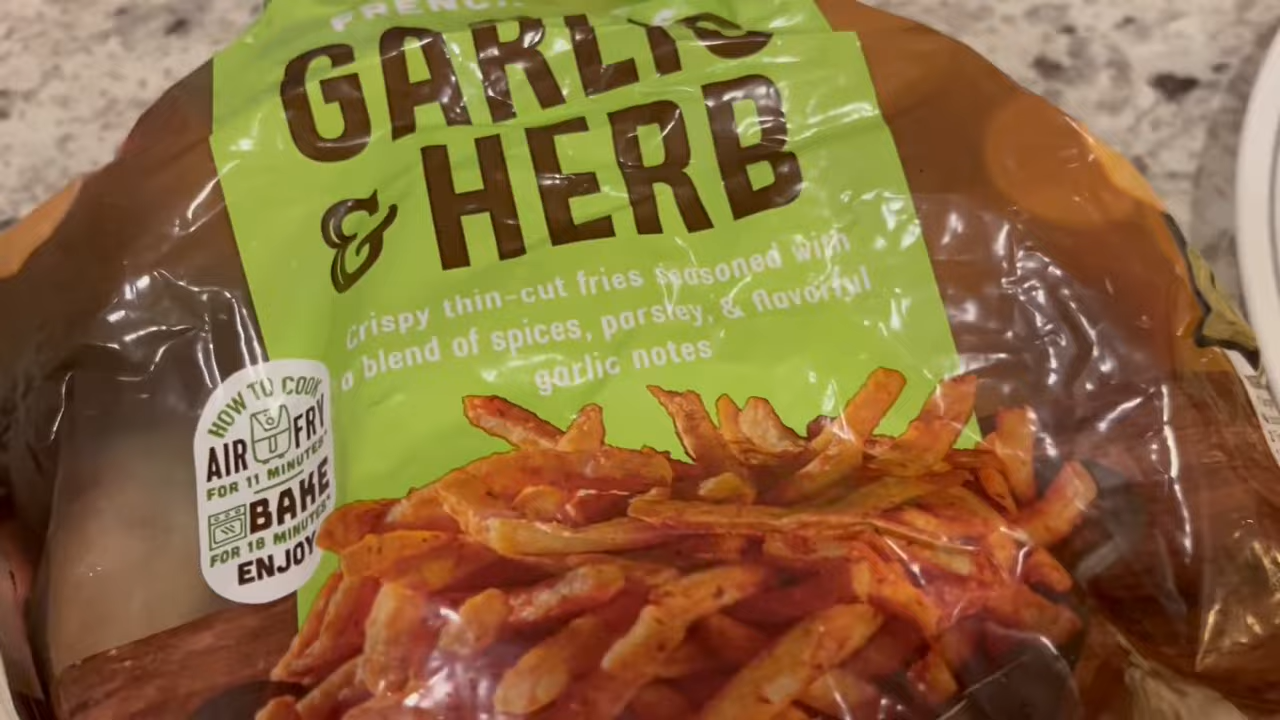 GARLIC
& HERB
crispy thin-cut fries seasoned with
a blend of spices, parsley, & flavorful
garlic notes
HOW TO COOK
AIR FRY
FOR 11 MINUTES*
BAKE
FOR 18 MINUTES*
ENJOY